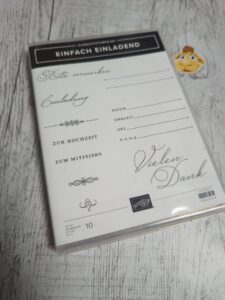 EINFACH EINLADEND
Bitte vormerken
Einladung
DATUM
UHRZEIT
ORT
U.A.W.G.
ZUR HOCHZEIT
ZUM MITFEIERN
Vielen
Dank
10